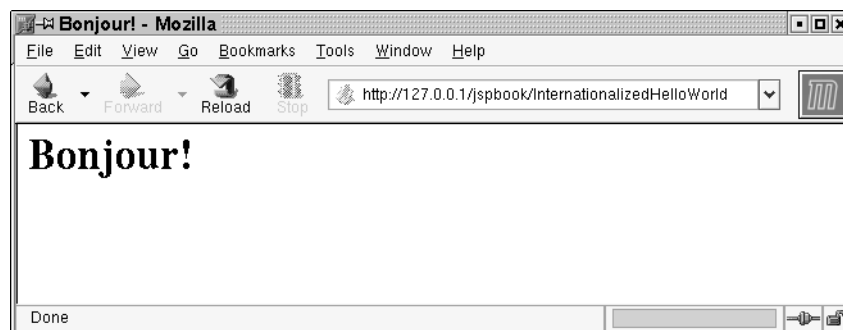 Bonjour! - Mozilla
File Edit View Go Bookmarks Tools Window Help
Back Forward Reload Stop http://127.0.0.1/jspbook/InternationalizedHelloWorld
Bonjour!
Done